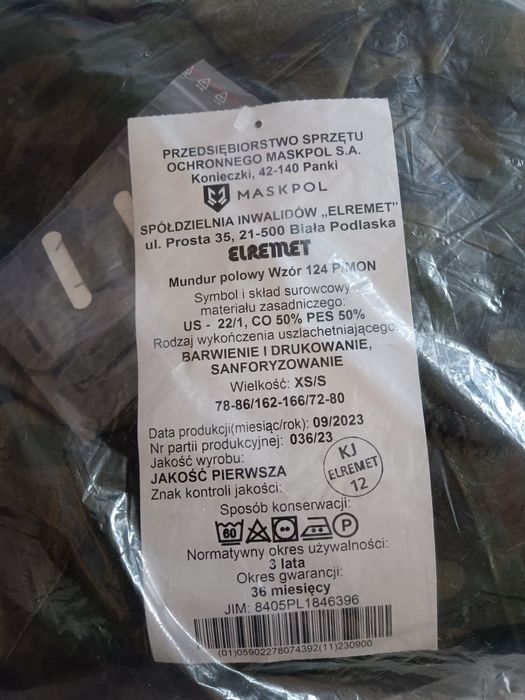 PRZEDSIĘBIORSTWO SPRZĘTU
OCHRONNEGO MASKPOL S.A.
Konieczki, 42-140 Panki
MASKPOL
SPÓŁDZIELNIA INWALIDÓW „ELREMET"
ul. Prosta 35, 21-500 Biała Podlaska
ELREMET
Mundur polowy Wzór 124 P/MON
Symbol i skład surowcowy
materiału zasadniczego:
US - 22/1, CO 50% PES 50%
Rodzaj wykończenia uszlachetniającego:
BARWIENIE I DRUKOWANIE,
SANFORYZOWANIE
Wielkość: XS/S
78-86/162-166/72-80
Data produkcji(miesiąc/rok): 09/2023
Nr partii produkcyjnej: 036/23
Jakość wyrobu:
JAKOŚĆ PIERWSZA
Znak kontroli jakości:
KJ
ELREMET
12
Sposób konserwacji:
60 P
Normatywny okres używalności:
3 lata
Okres gwarancji:
36 miesięcy
JIM: 8405PL1846396
(01)05902278074392(11)230900